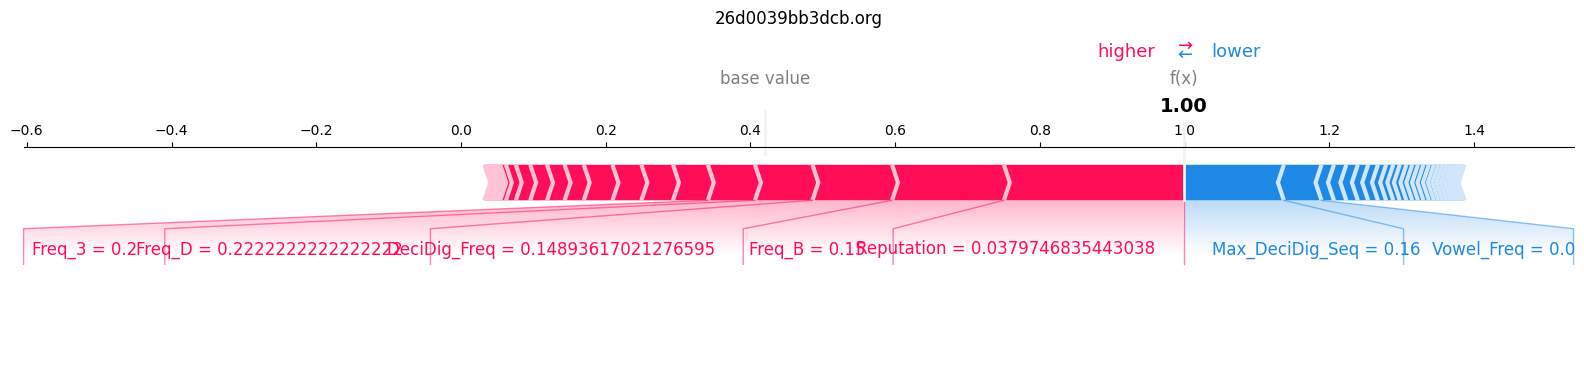 26d0039bb3dcb.org
higher ⇄ lower
base value f(x)
1.00
−0.6 −0.4 −0.2 0.0 0.2 0.4 0.6 0.8 1.0 1.2 1.4
Freq_3 = 0.2 Freq_D = 0.2222222222222222 DeciDig_Freq = 0.14893617021276595 Freq_B = 0.15 Reputation = 0.0379746835443038 Max_DeciDig_Seq = 0.16 Vowel_Freq = 0.0